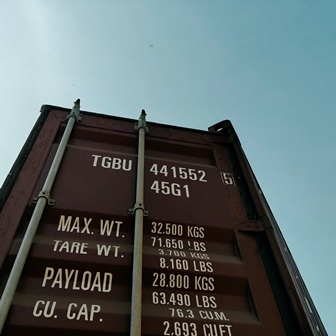 TGBU 441552 5
45G1
MAX. WT. 32.500 KGS
71.650 LBS
TARE WT. 3.700 KGS
8.160 LBS
PAYLOAD 28.800 KGS
63.490 LBS
CU. CAP. 76.3 CU.M.
2.693 CU.FT.